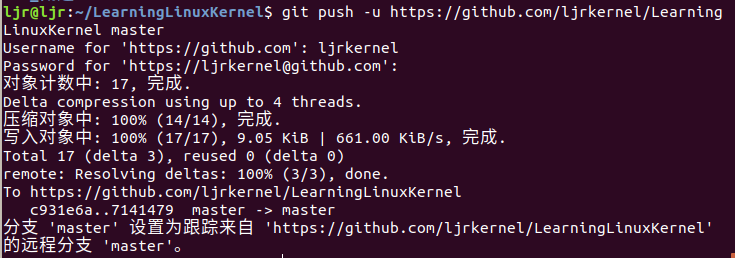 ljr@ljr:~/LearningLinuxKernel$ git push -u https://github.com/ljrkernel/Learning
LinuxKernel master
Username for 'https://github.com': ljrkernel
Password for 'https://ljrkernel@github.com':
对象计数中: 17, 完成.
Delta compression using up to 4 threads.
压缩对象中: 100% (14/14), 完成.
写入对象中: 100% (17/17), 9.05 KiB | 661.00 KiB/s, 完成.
Total 17 (delta 3), reused 0 (delta 0)
remote: Resolving deltas: 100% (3/3), done.
To https://github.com/ljrkernel/LearningLinuxKernel
   c931e6a..7141479  master -> master
分支 'master' 设置为跟踪来自 'https://github.com/ljrkernel/LearningLinuxKernel'
的远程分支 'master'。